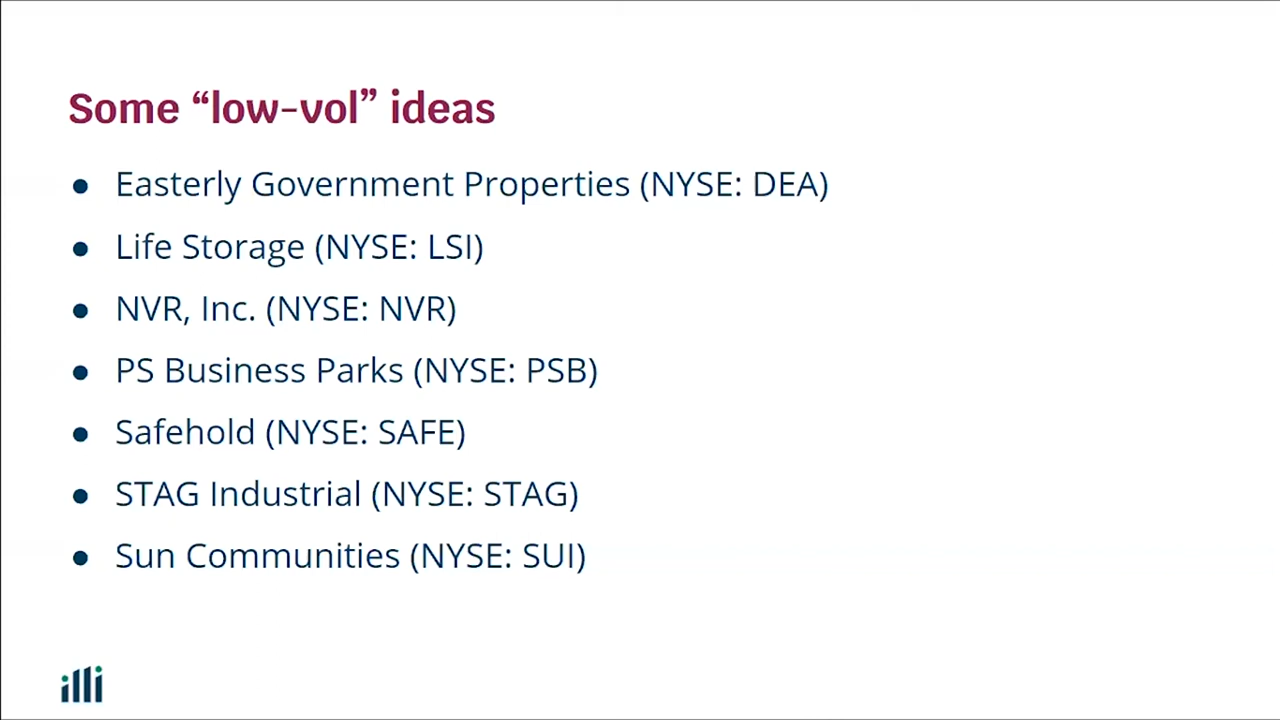 Some “low-vol” ideas
● Easterly Government Properties (NYSE: DEA)
● Life Storage (NYSE: LSI)
● NVR, Inc. (NYSE: NVR)
● PS Business Parks (NYSE: PSB)
● Safehold (NYSE: SAFE)
● STAG Industrial (NYSE: STAG)
● Sun Communities (NYSE: SUI)